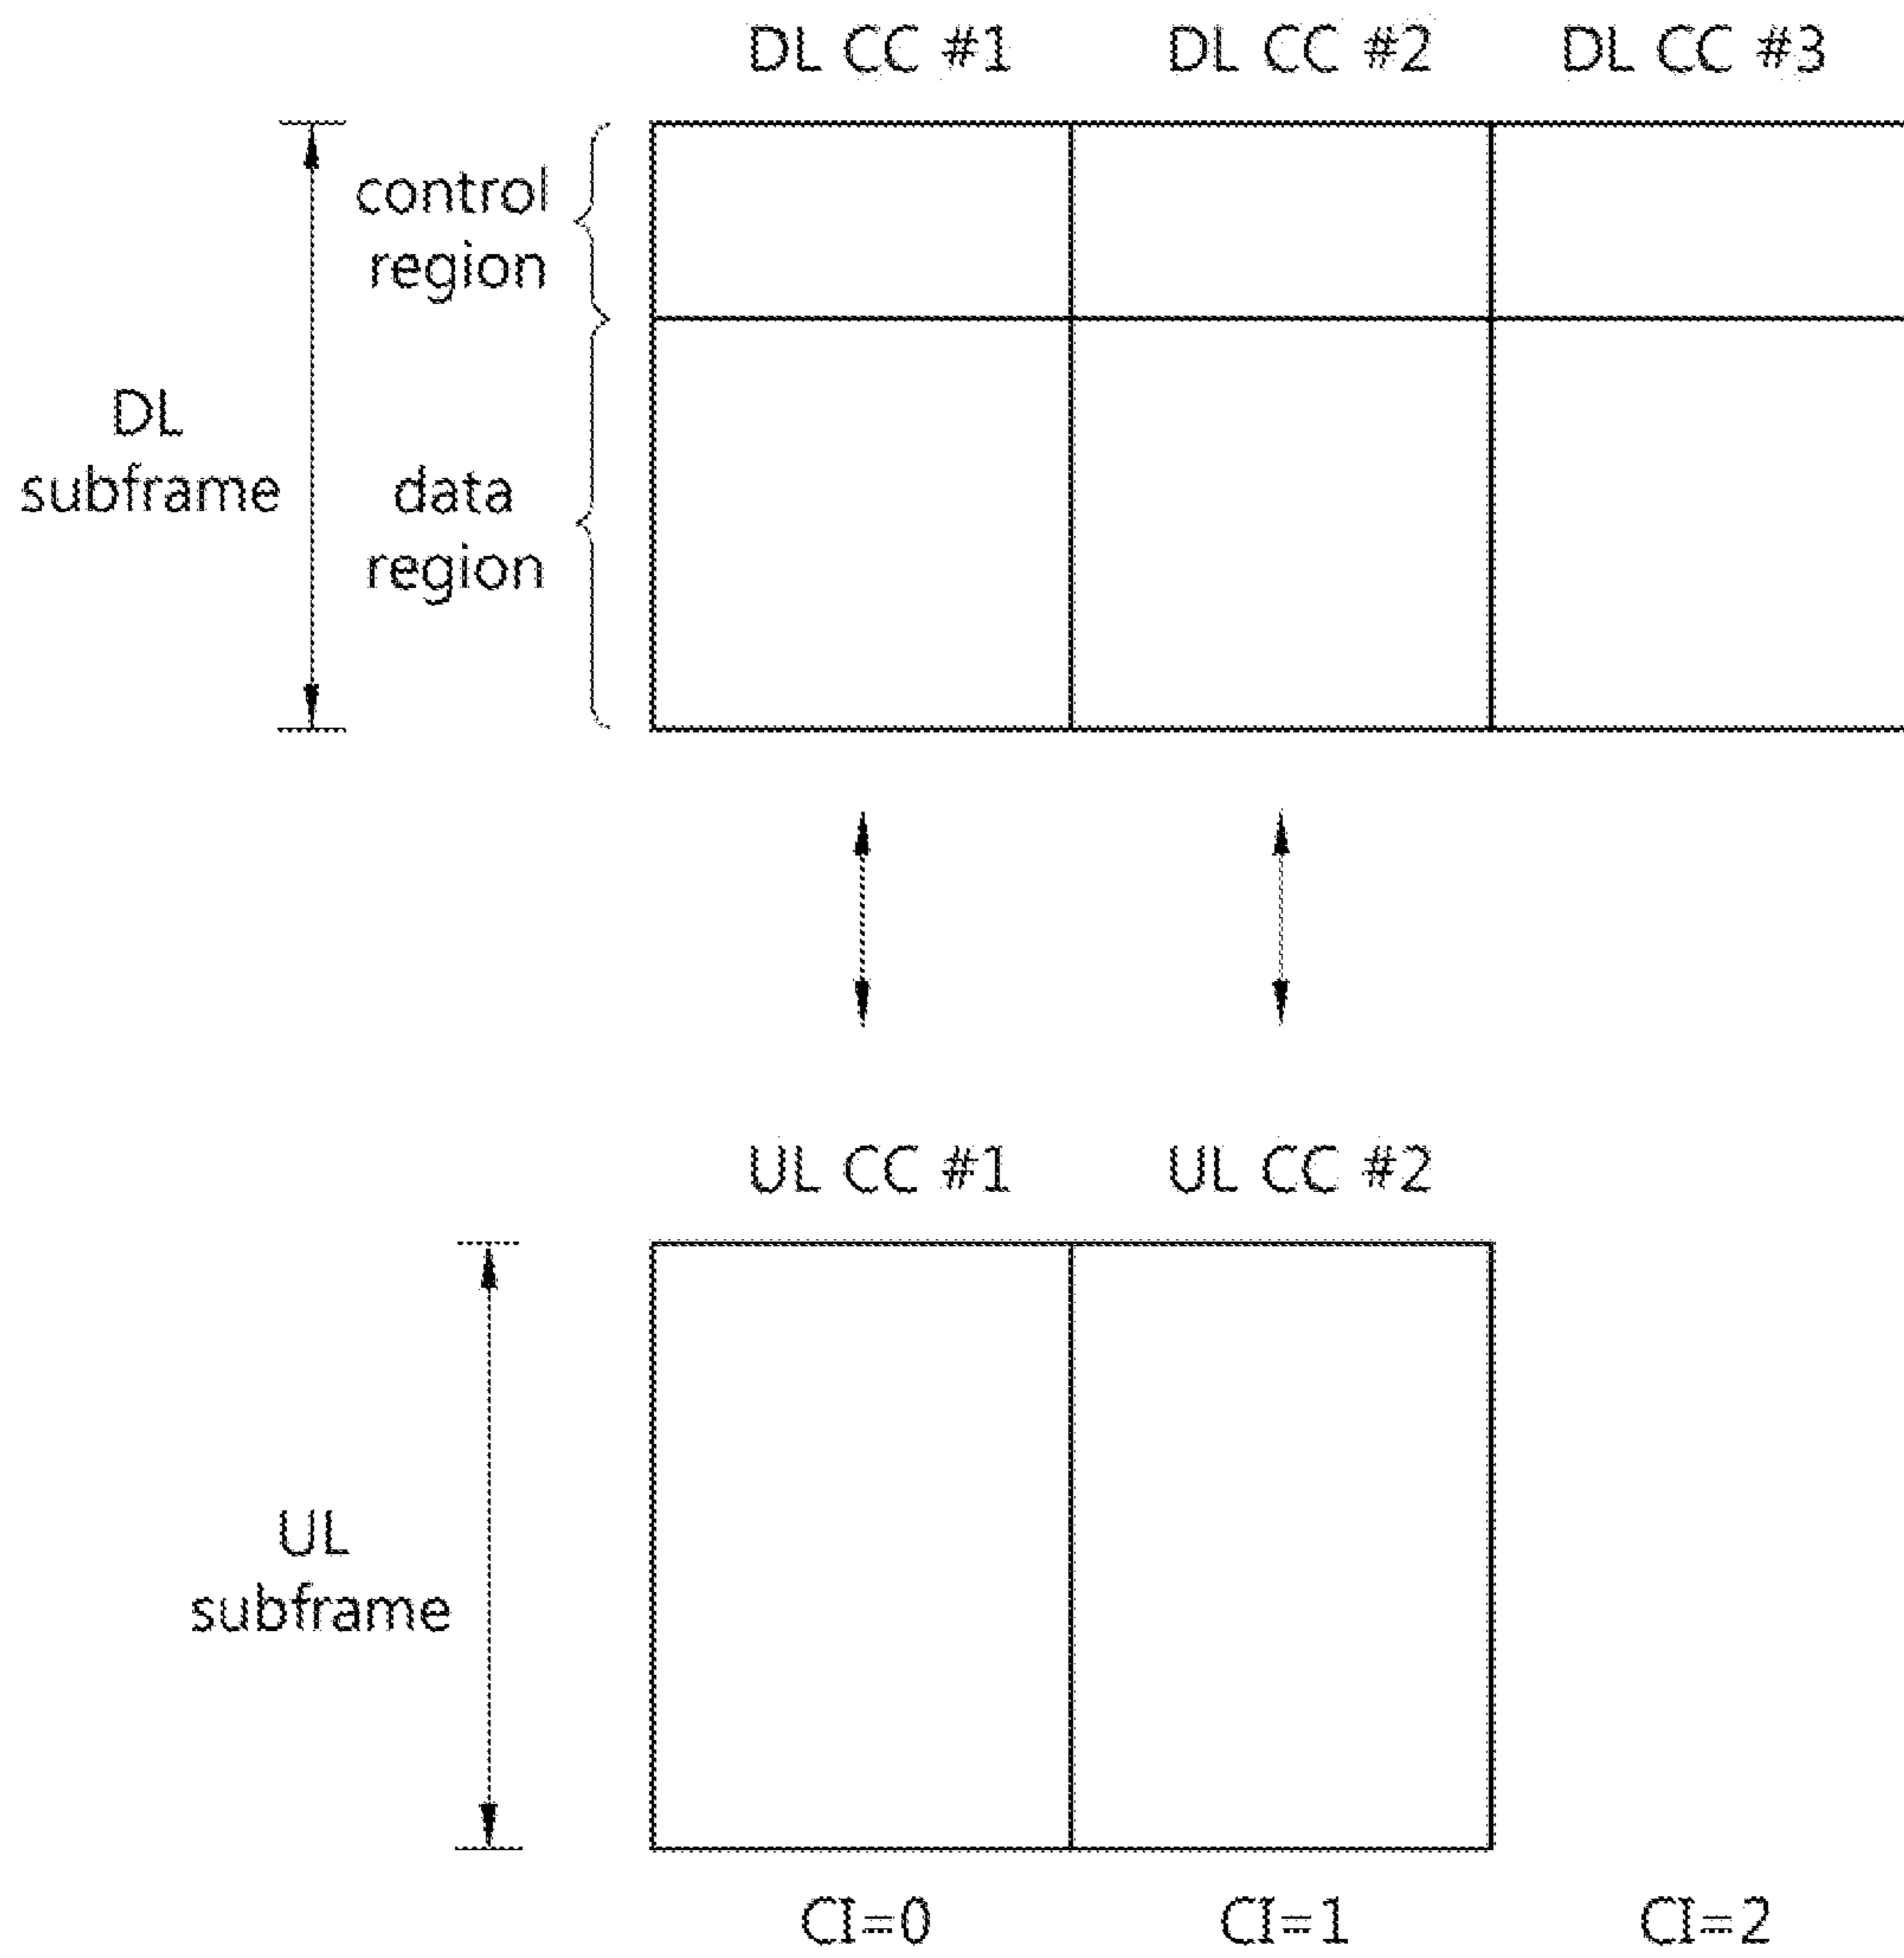 DL CC #1 DL CC #2 DL CC #3
control
region
DL
subframe
data
region
UL CC #1 UL CC #2
UL
subframe
CI=0 CI=1 CI=2